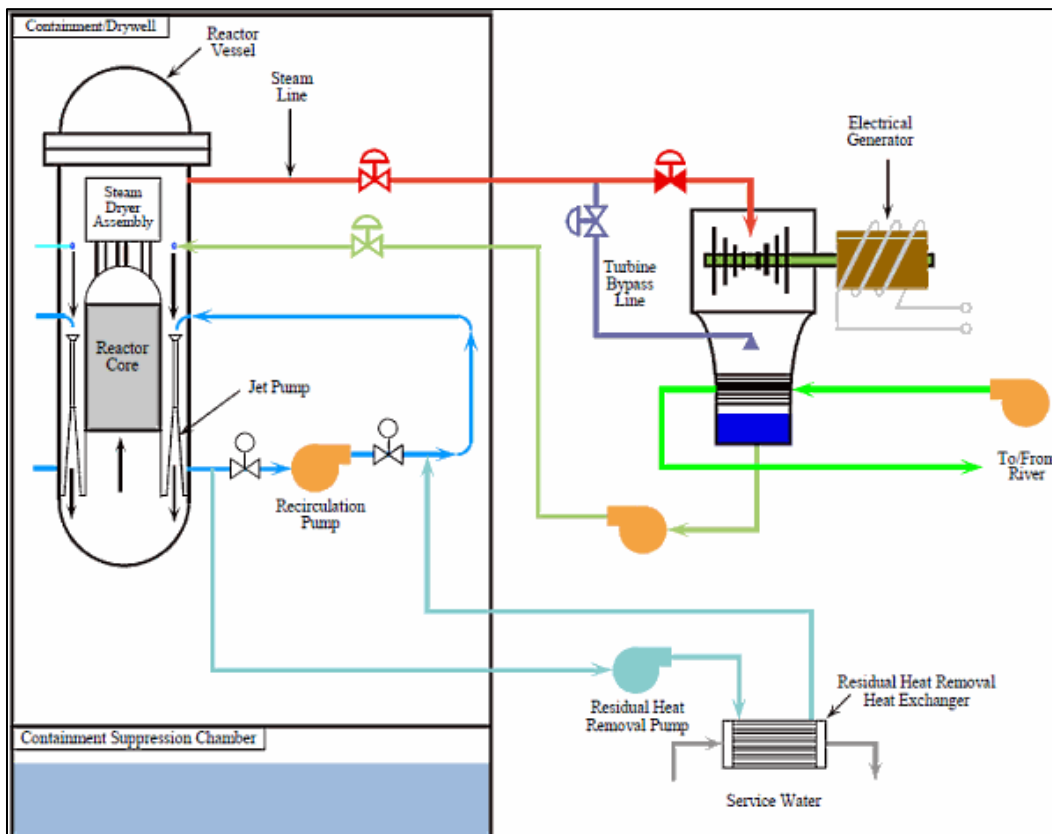 Containment/Drywell
Reactor
Vessel
Steam
Line
Electrical
Generator
Steam
Dryer
Assembly
Turbine
Bypass
Line
Reactor
Core
Jet Pump
To/From
River
Recirculation
Pump
Residual Heat
Removal Pump
Residual Heat Removal
Heat Exchanger
Containment Suppression Chamber
Service Water